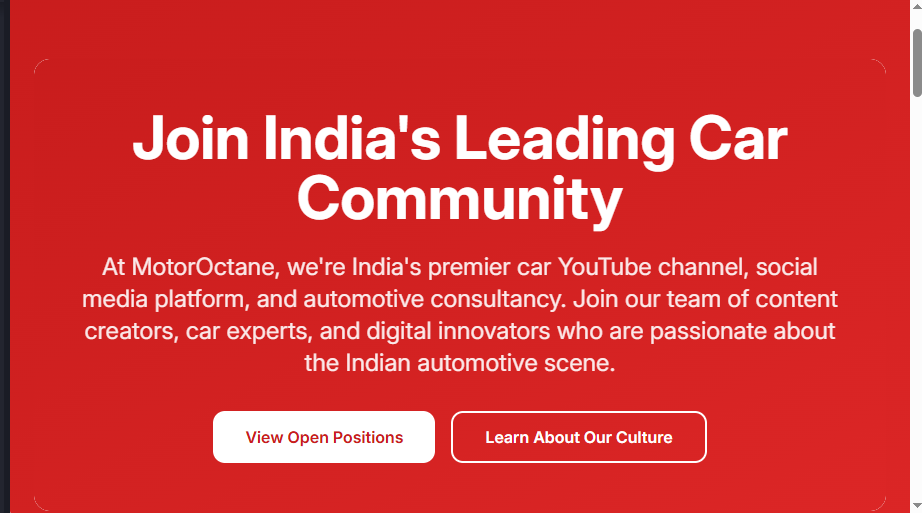 Join India's Leading Car
Community
At MotorOctane, we're India's premier car YouTube channel, social
media platform, and automotive consultancy. Join our team of content
creators, car experts, and digital innovators who are passionate about
the Indian automotive scene.
View Open Positions
Learn About Our Culture